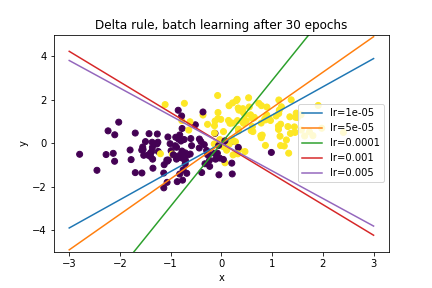 Delta rule, batch learning after 30 epochs
4
2
0
−2
−4
y
lr=1e-05
lr=5e-05
lr=0.0001
lr=0.001
lr=0.005
−3 −2 −1 0 1 2 3
x